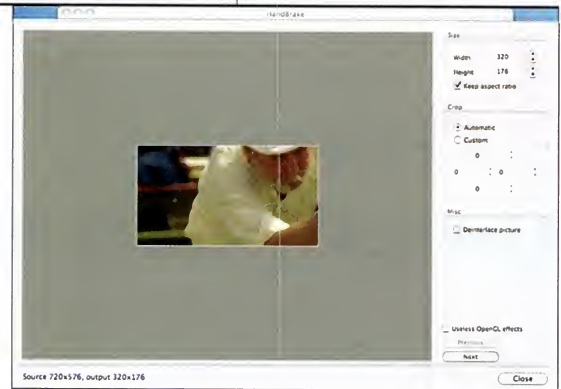 HandBrake
Size
Width 320
Height 176
Keep aspect ratio
Crop
Automatic
Custom
0
0 0
0
Misc
Deinterlace picture
Useless OpenGL effects
Previous
Next
Source 720x576, output 320x176
Close